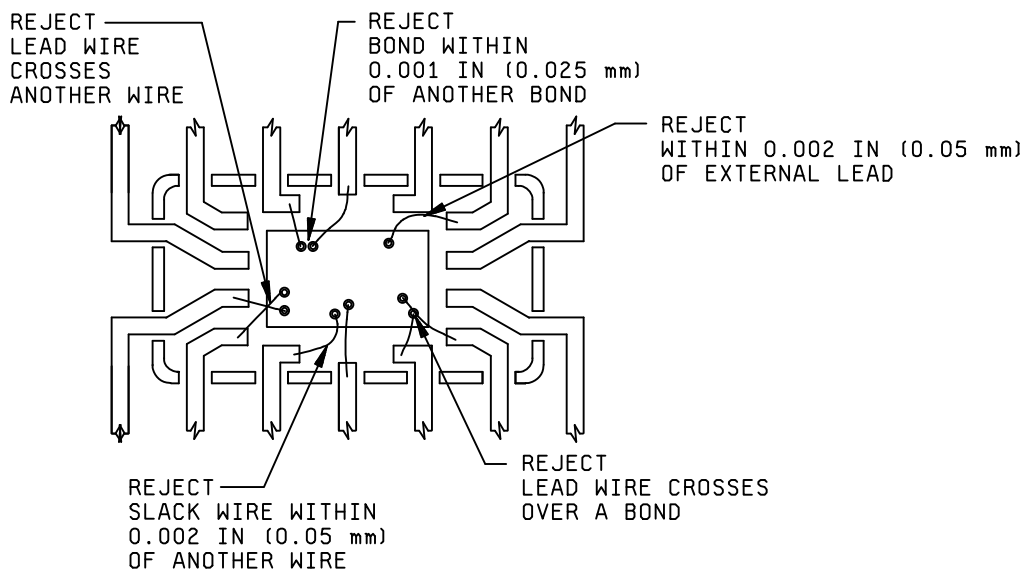 REJECT
LEAD WIRE
CROSSES
ANOTHER WIRE
REJECT
BOND WITHIN
0.001 IN (0.025 mm)
OF ANOTHER BOND
REJECT
WITHIN 0.002 IN (0.05 mm)
OF EXTERNAL LEAD
REJECT
SLACK WIRE WITHIN
0.002 IN (0.05 mm)
OF ANOTHER WIRE
REJECT
LEAD WIRE CROSSES
OVER A BOND